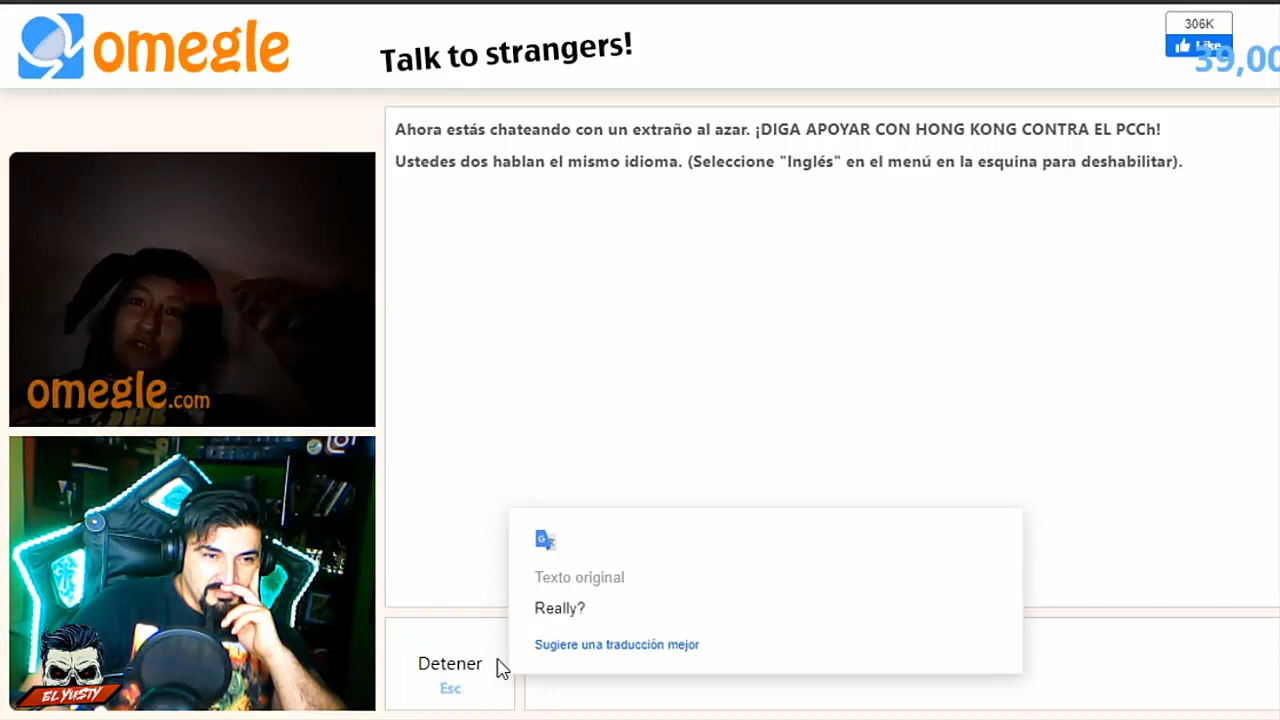 omegle
Talk to strangers!
306K
Like
39,00
Ahora estás chateando con un extraño al azar. ¡DIGA APOYAR CON HONG KONG CONTRA EL PCCh!
Ustedes dos hablan el mismo idioma. (Seleccione "Inglés" en el menú en la esquina para deshabilitar).
omegle.com
Texto original
Really?
Sugiere una traducción mejor
Detener
Esc
EL YUSTY